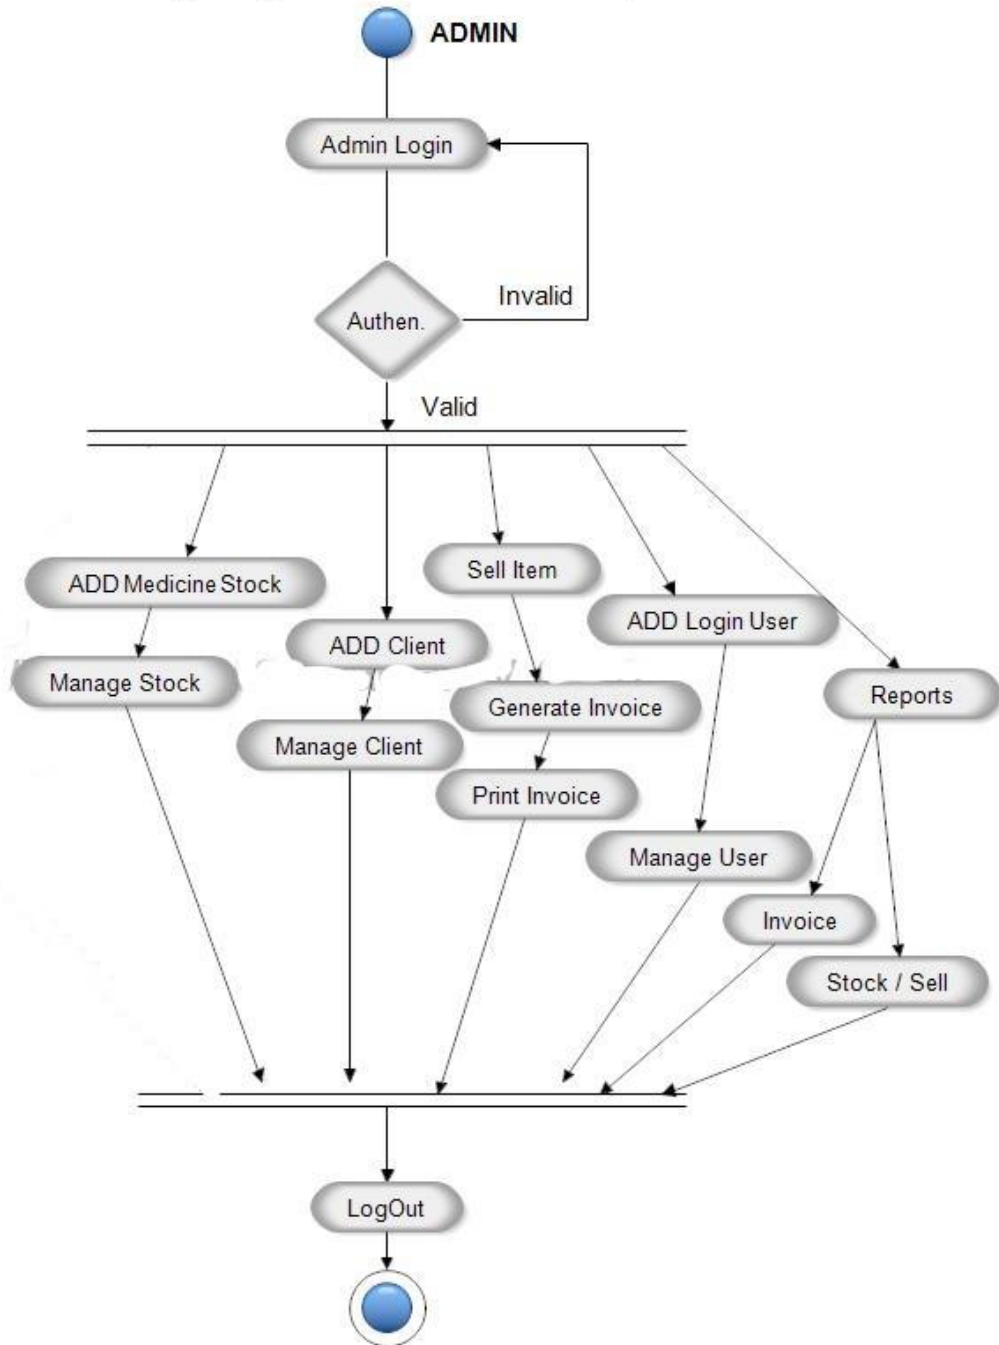 ADMIN
Admin Login
Invalid
Authen.
Valid
Sell Item
ADD Medicine Stock
ADD Login User
ADD Client
Manage Stock
Reports
Generate Invoice
Manage Client
Print Invoice
Manage User
Invoice
Stock / Sell
LogOut